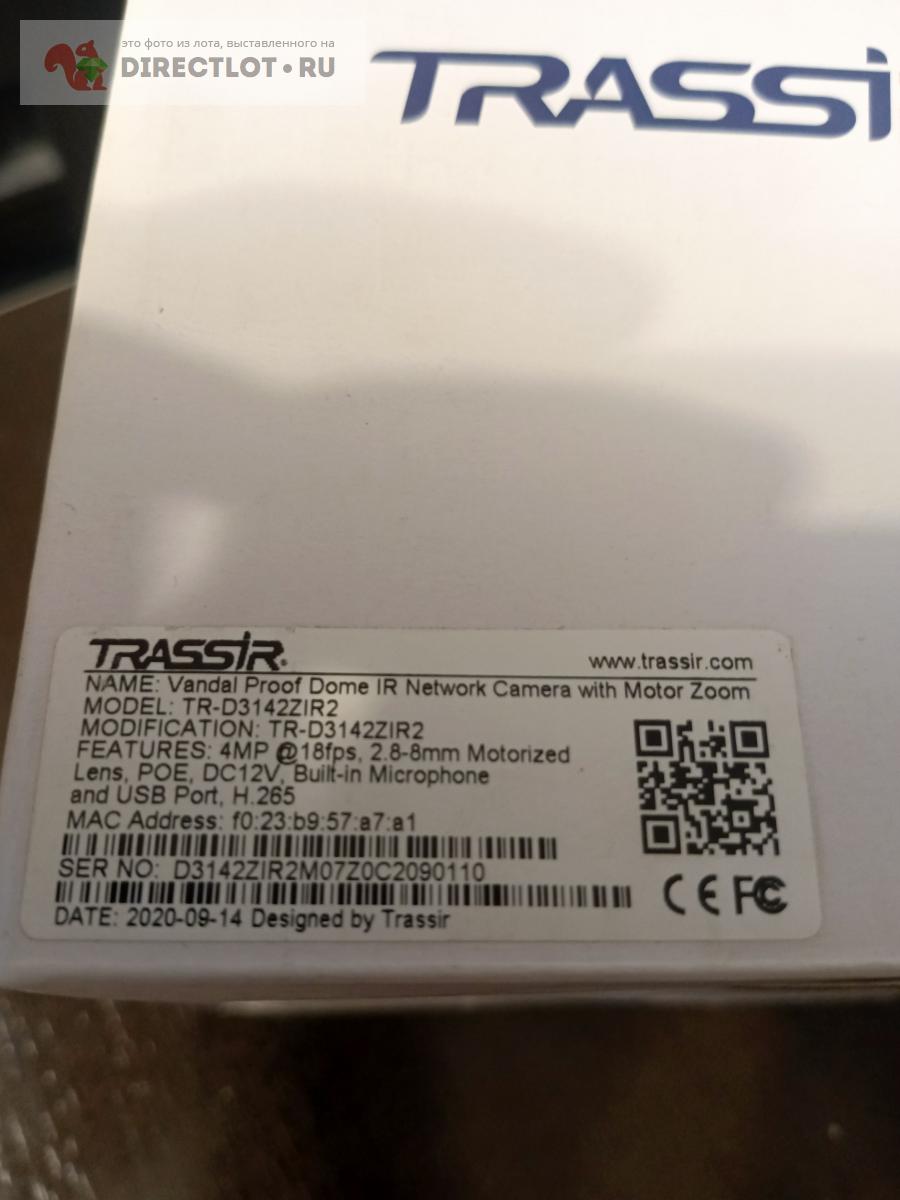 это фото из лота, выставленного на
DIRECTLOT.RU
TRASSI
TRASSIR
www.trassir.com
NAME: Vandal Proof Dome IR Network Camera with Motor Zoom
MODEL: TR-D3142ZIR2
MODIFICATION: TR-D3142ZIR2
FEATURES: 4MP @18fps, 2.8-8mm Motorized
Lens, POE, DC12V, Built-in Microphone
and USB Port, H.265
MAC Address: f0:23:b9:57:a7:a1
SER NO: D3142ZIR2M07Z0C2090110
CE FC
DATE: 2020-09-14 Designed by Trassir